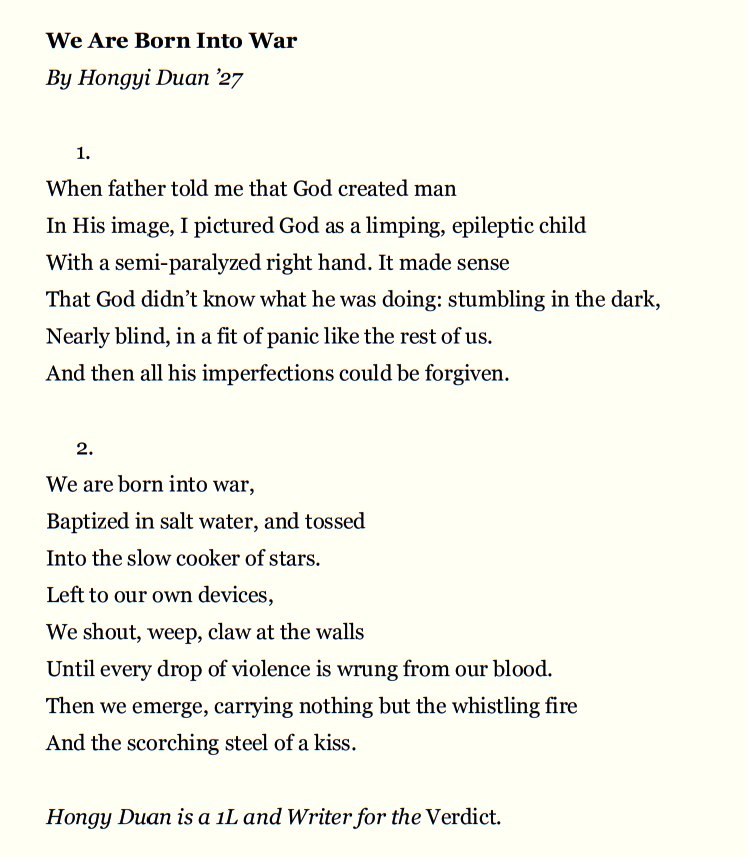 We Are Born Into War
By Hongyi Duan ’27
1.
When father told me that God created man
In His image, I pictured God as a limping, epileptic child
With a semi-paralyzed right hand. It made sense
That God didn’t know what he was doing: stumbling in the dark,
Nearly blind, in a fit of panic like the rest of us.
And then all his imperfections could be forgiven.
2.
We are born into war,
Baptized in salt water, and tossed
Into the slow cooker of stars.
Left to our own devices,
We shout, weep, claw at the walls
Until every drop of violence is wrung from our blood.
Then we emerge, carrying nothing but the whistling fire
And the scorching steel of a kiss.
Hongy Duan is a 1L and Writer for the Verdict.